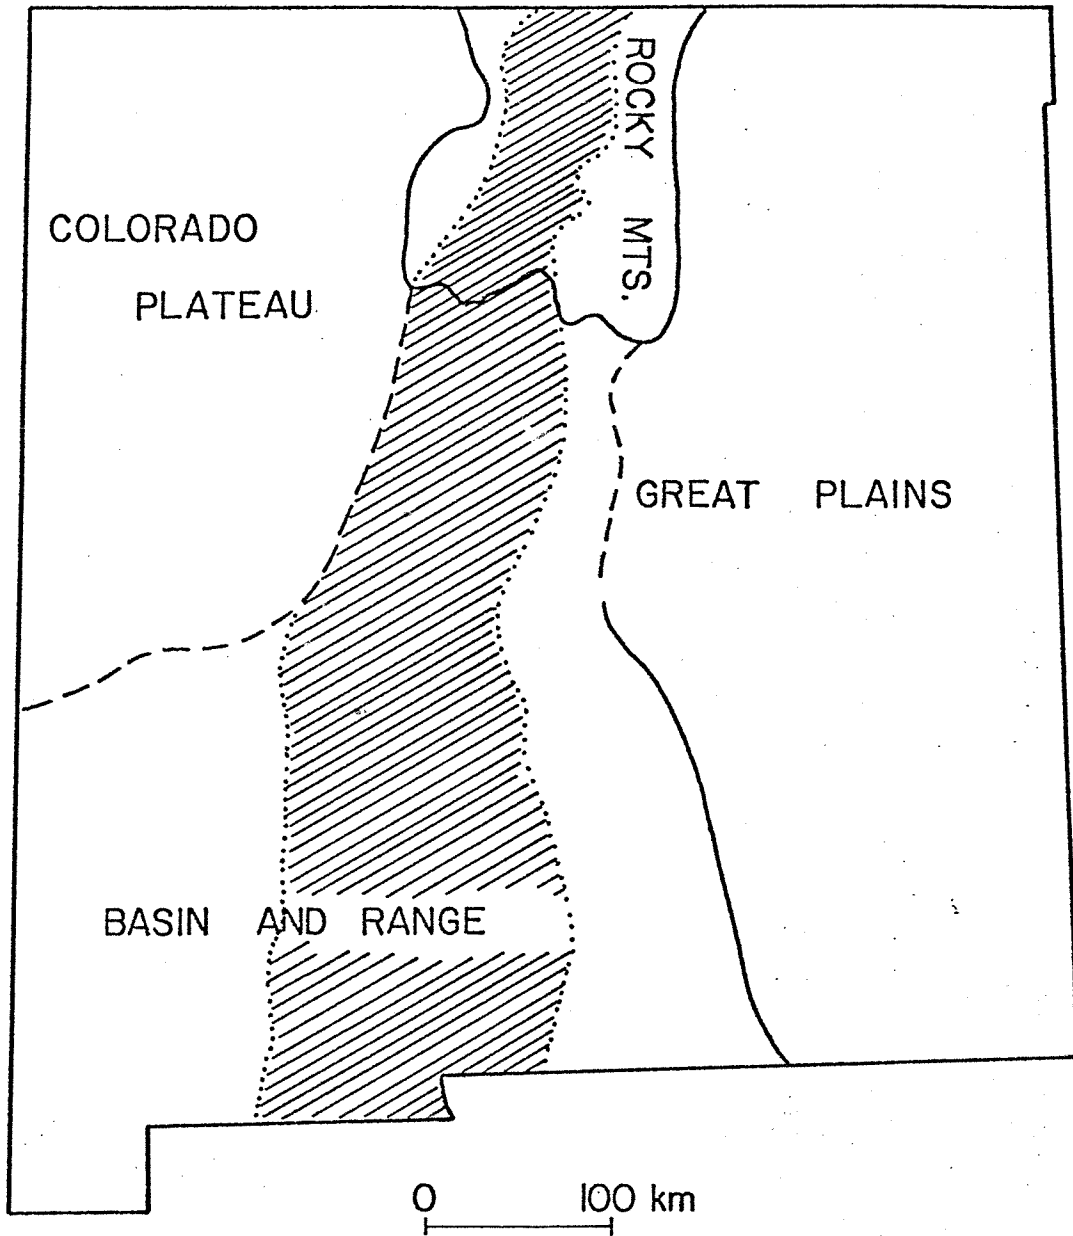 ROCKY MTS.
COLORADO
PLATEAU
GREAT PLAINS
BASIN AND RANGE
0 100 km